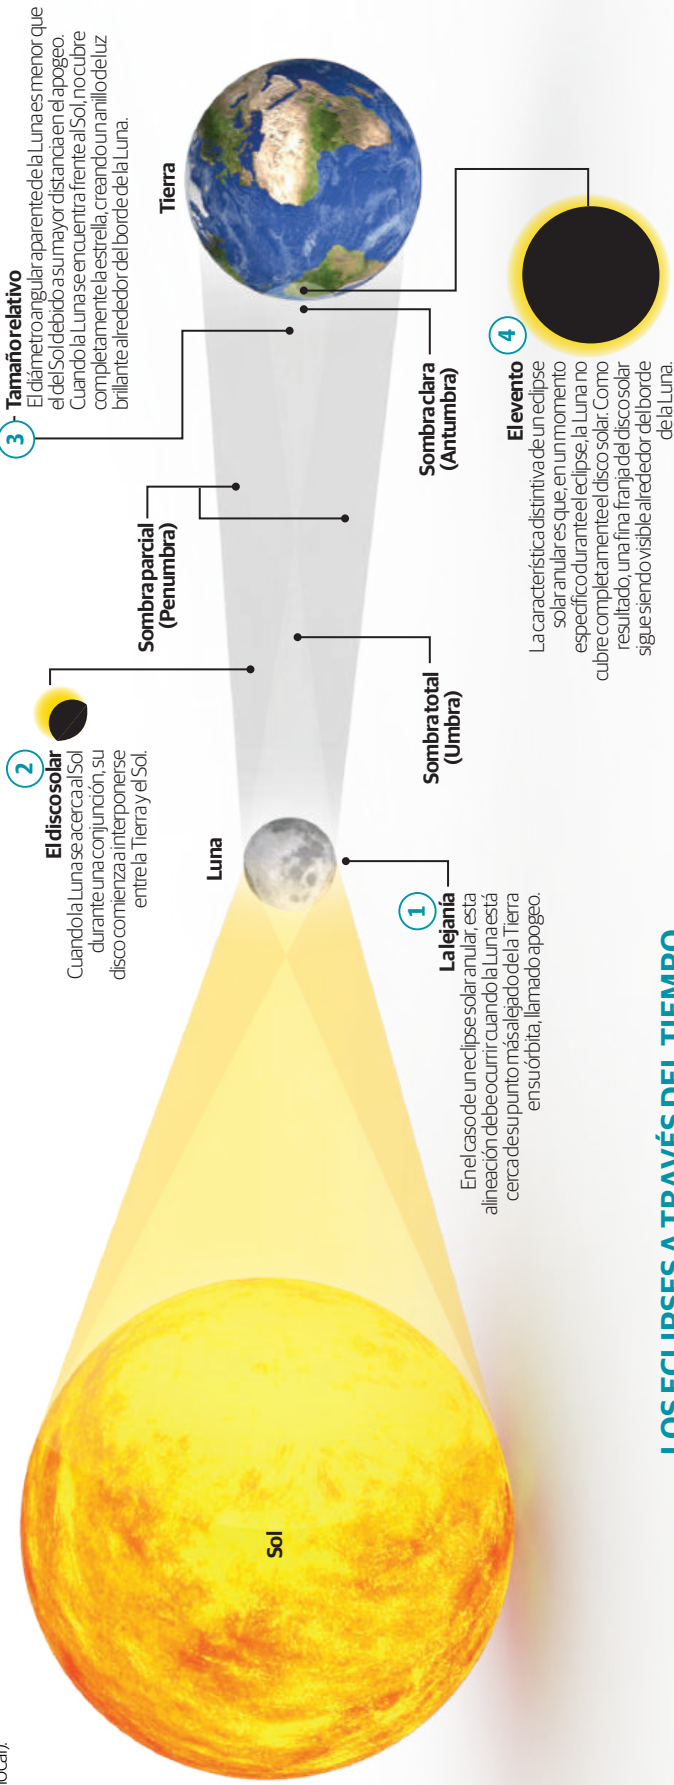 local).
Sol
1
La lejanía
En el caso de un eclipse solar anular, esta
alineación debe ocurrir cuando la Luna está
cerca de su punto más alejado de la Tierra
en su órbita, llamado apogeo.
Luna
2
El disco solar
Cuando la Luna se acerca al Sol
durante una conjunción, su
disco comienza a interponerse
entre la Tierra y el Sol.
Sombra total
(Umbra)
Sombra parcial
(Penumbra)
Sombra clara
(Antumbra)
3
Tamaño relativo
El diámetro angular aparente de la Luna es menor que
el del Sol debido a su mayor distancia en el apogeo.
Cuando la Luna se encuentra frente al Sol, no cubre
completamente la estrella, creando un anillo de luz
brillante alrededor del borde de la Luna.
Tierra
4
El evento
La característica distintiva de un eclipse
solar anular es que, en un momento
específico durante el eclipse, la Luna no
cubre completamente el disco solar. Como
resultado, una fina franja del disco solar
sigue siendo visible alrededor del borde
de la Luna.
LOS ECLIPSES A TRAVÉS DEL TIEMPO